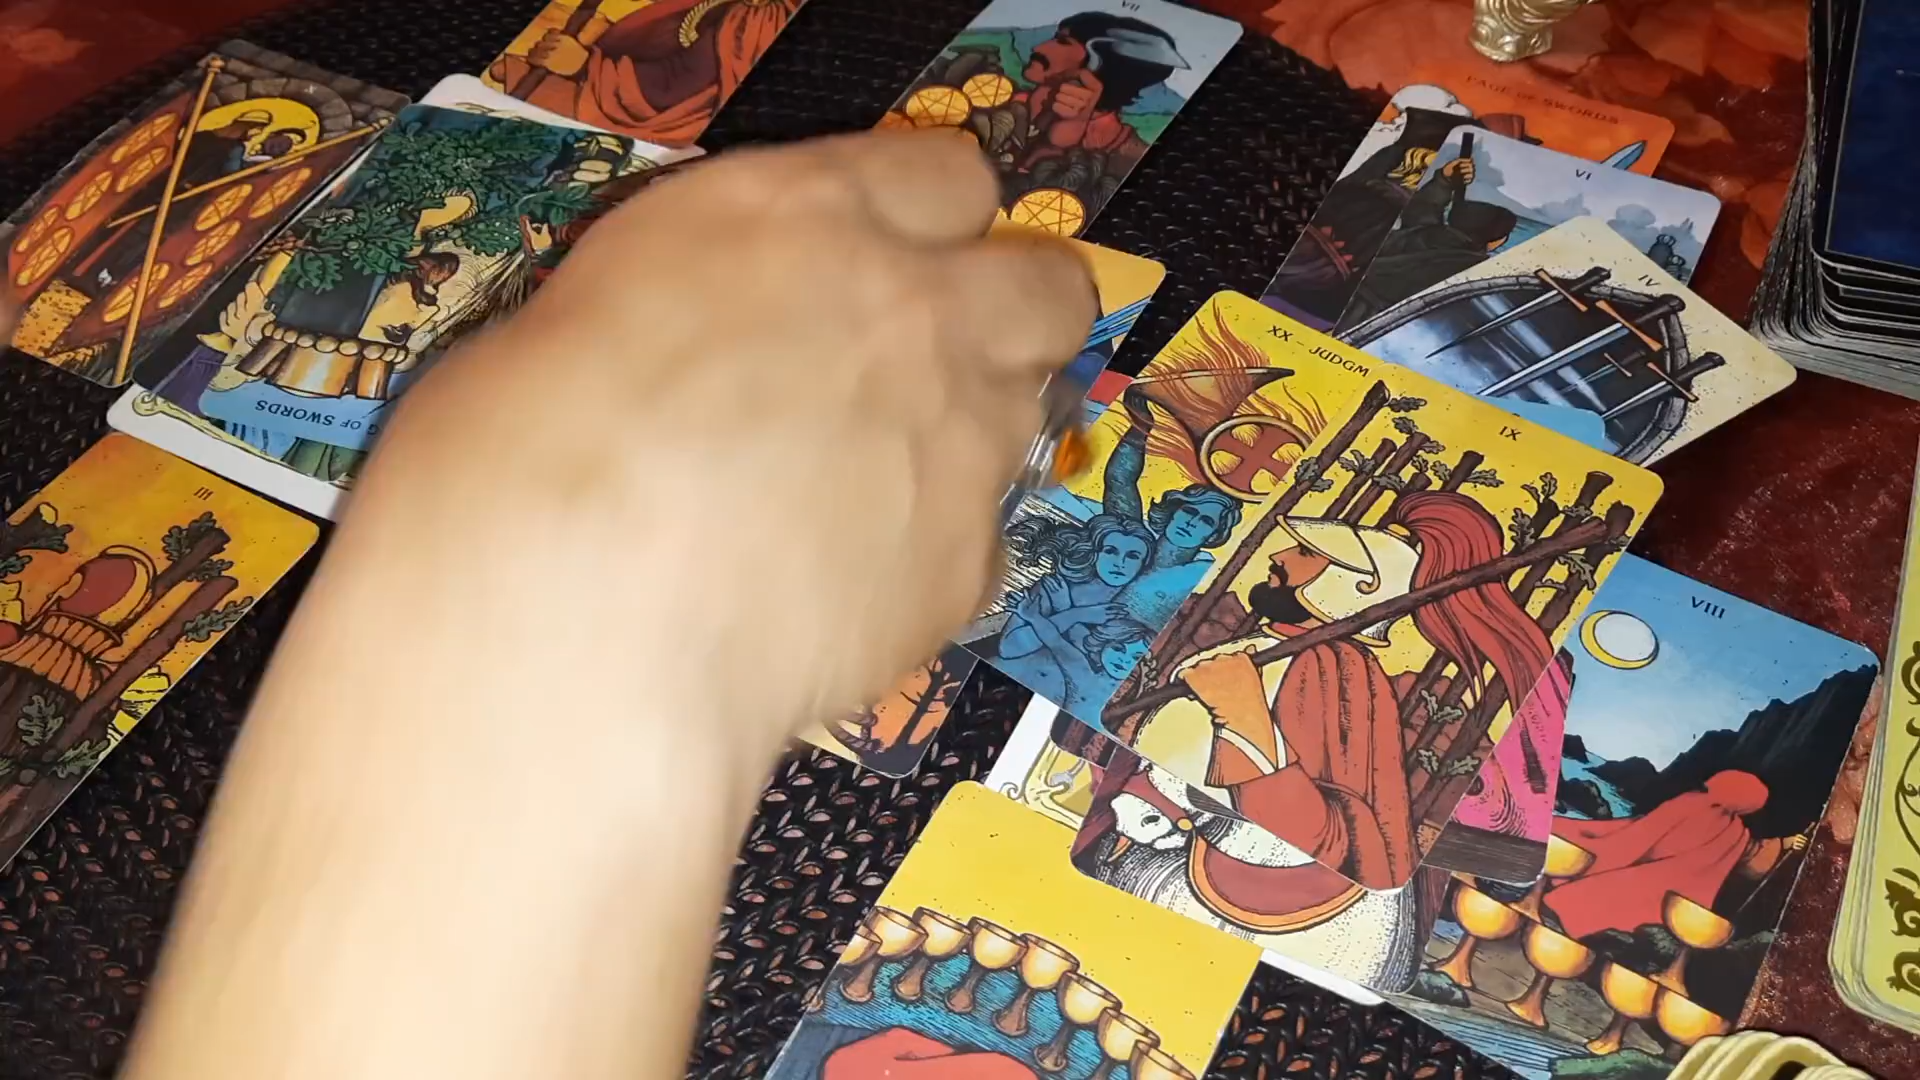 VII
X
PAGE OF SWORDS
VI
IV
XX - JUDGM
G OF SWORDS
IX
III
VIII